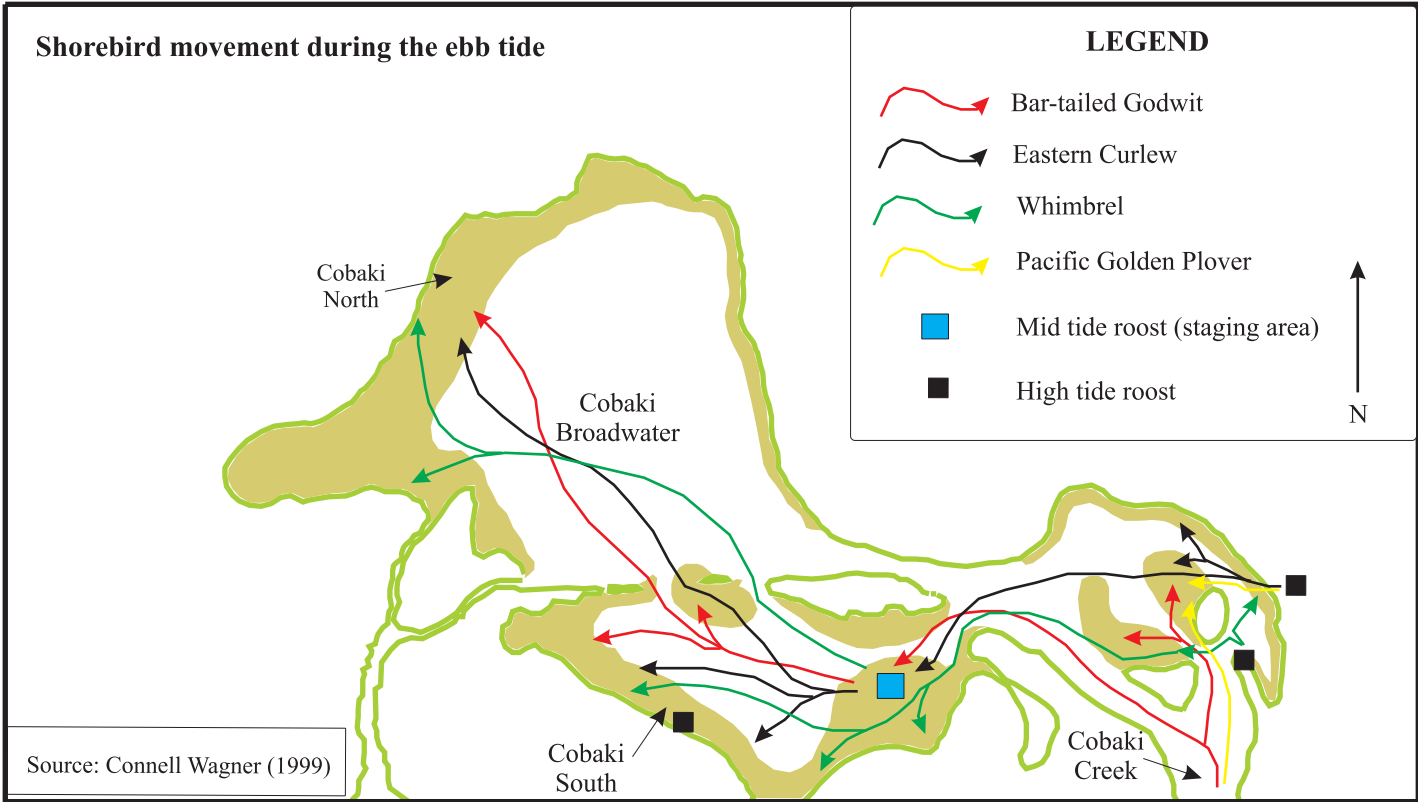 Shorebird movement during the ebb tide
LEGEND
Bar-tailed Godwit
Eastern Curlew
Whimbrel
Pacific Golden Plover
Mid tide roost (staging area)
High tide roost
N
Cobaki
North
Cobaki
Broadwater
Cobaki
South
Cobaki
Creek
Source: Connell Wagner (1999)